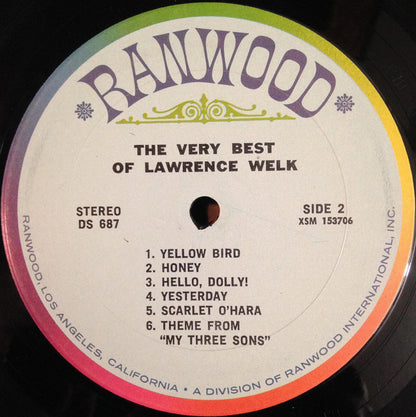 RANWOOD
THE VERY BEST
OF LAWRENCE WELK
STEREO
DS 687
SIDE 2
XSM 153706
1. YELLOW BIRD
2. HONEY
3. HELLO, DOLLY!
4. YESTERDAY
5. SCARLET O'HARA
6. THEME FROM
"MY THREE SONS"
RANWOOD, LOS ANGELES, CALIFORNIA • A DIVISION OF RANWOOD INTERNATIONAL, INC.